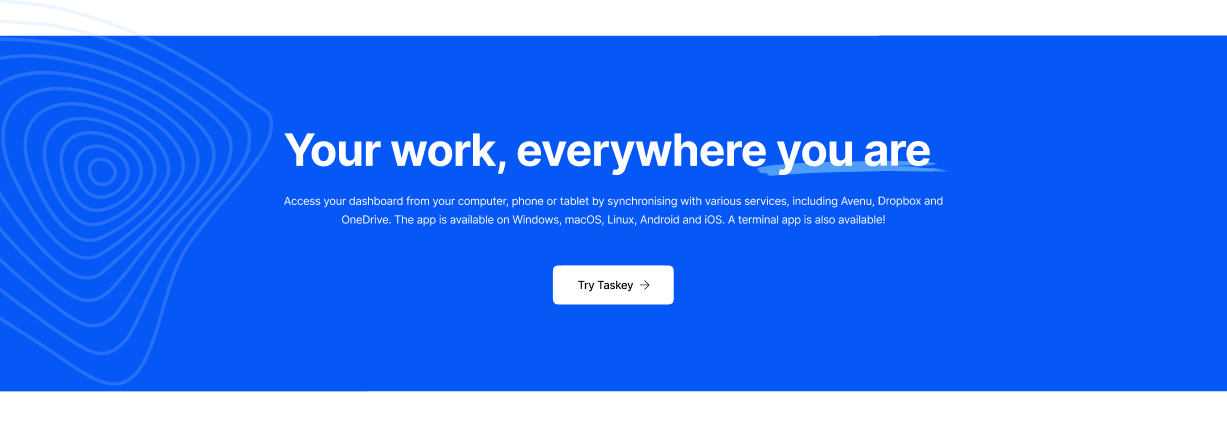 Your work, everywhere you are
Access your dashboard from your computer, phone or tablet by synchronising with various services, including Avenu, Dropbox and
OneDrive. The app is available on Windows, macOS, Linux, Android and iOS. A terminal app is also available!
Try Taskey →